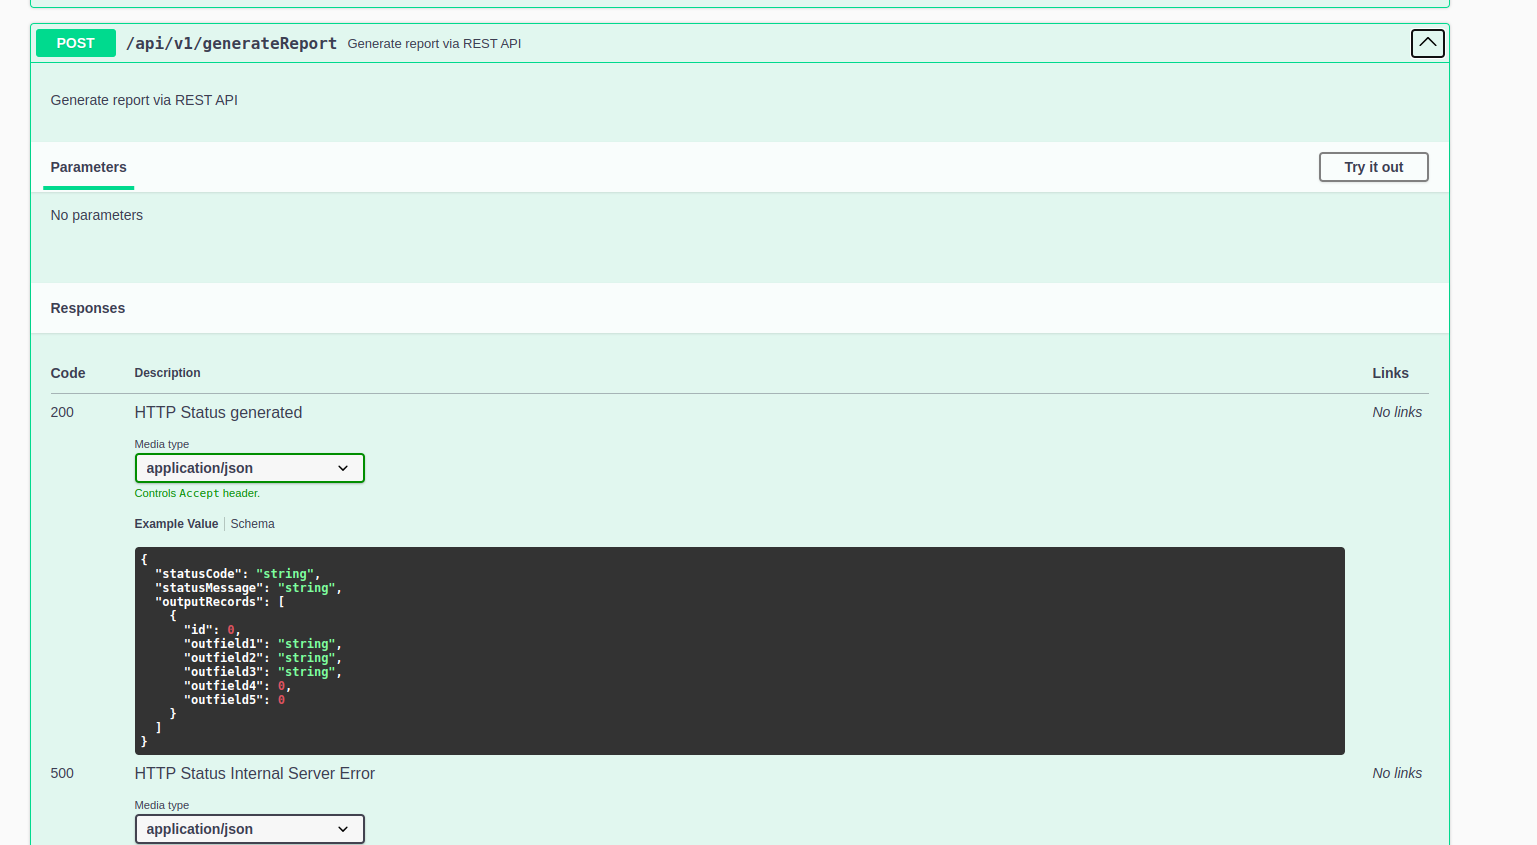 POST /api/v1/generateReport Generate report via REST API
Generate report via REST API
Parameters Try it out
No parameters
Responses
Code Description Links
200 HTTP Status generated No links
Media type
application/json
Controls Accept header.
Example Value Schema
{
  "statusCode": "string",
  "statusMessage": "string",
  "outputRecords": [
    {
      "id": 0,
      "outfield1": "string",
      "outfield2": "string",
      "outfield3": "string",
      "outfield4": 0,
      "outfield5": 0
    }
  ]
}
500 HTTP Status Internal Server Error No links
Media type
application/json